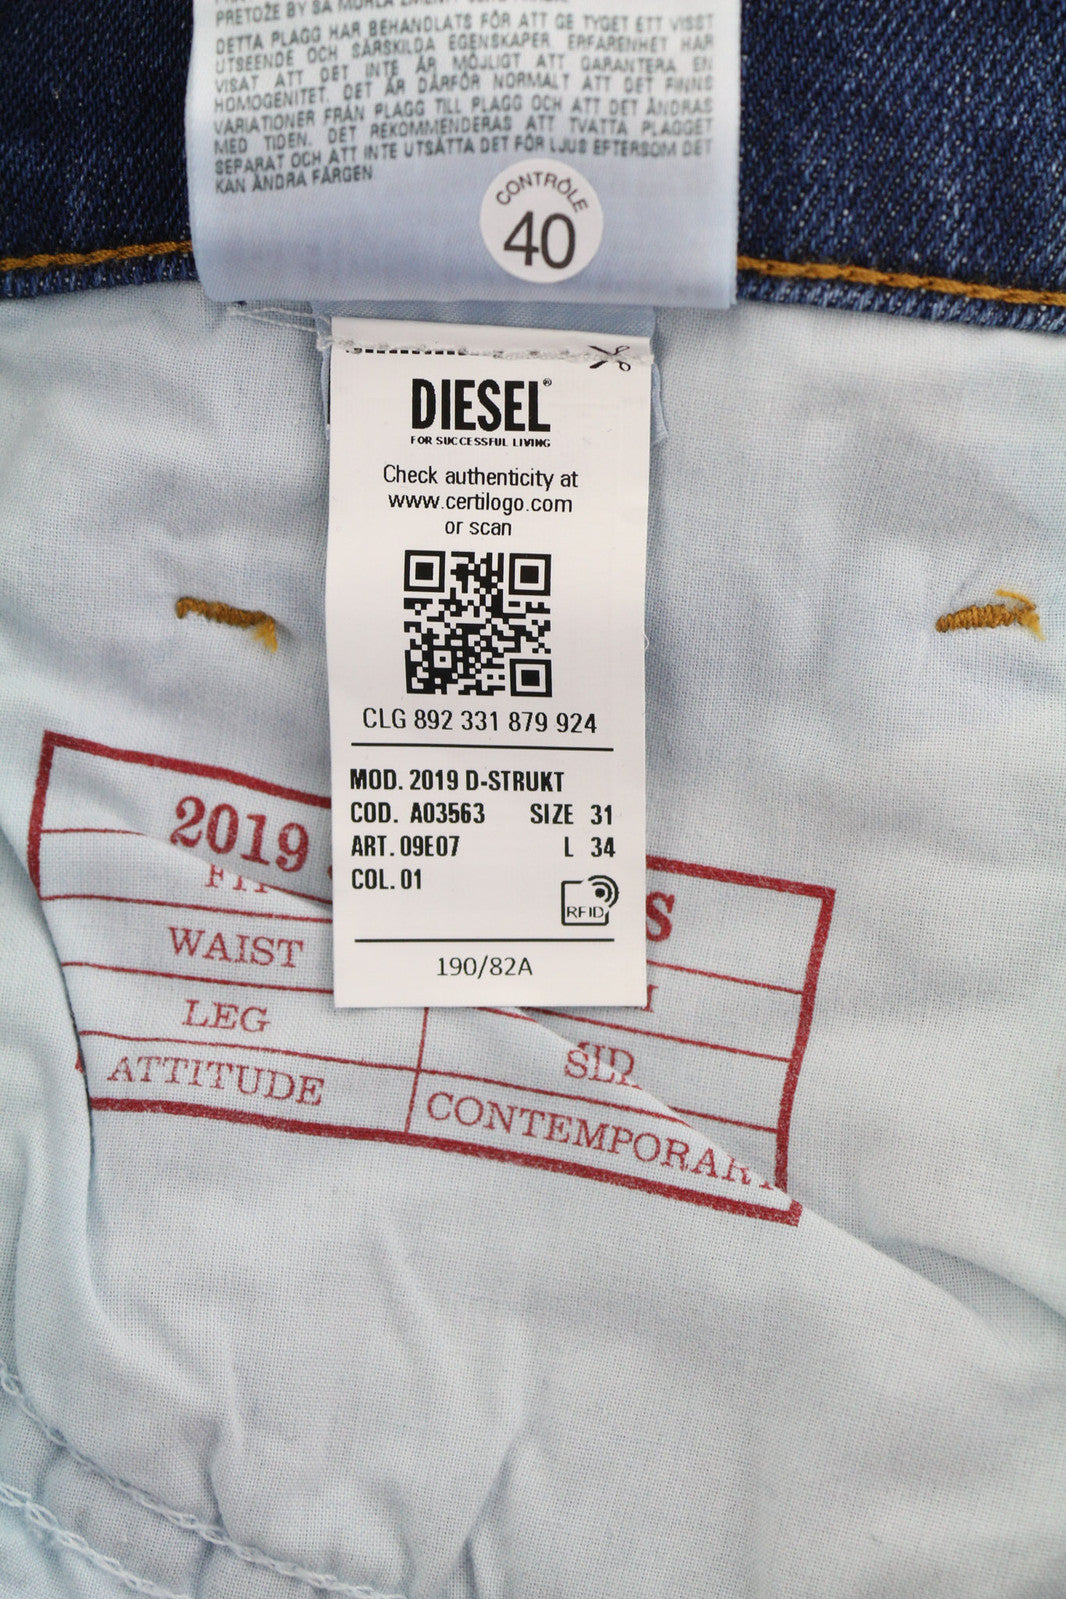 DETTA PLAGG HAR BEHANDLATS FÖR ATT GE TYGET ETT VISST
UTSEENDE OCH SÄRSKILDA EGENSKAPER. ERFARENHET HAR
VISAT ATT DET INTE ÄR MÖJLIGT ATT GARANTERA EN
HOMOGENITET. DET ÄR DÄRFÖR NORMALT ATT DET FINNS
VARIATIONER FRÅN PLAGG TILL PLAGG OCH ATT DET ÄNDRAS
MED TIDEN. DET REKOMMENDERAS ATT TVÄTTA PLAGGET
SEPARAT OCH ATT INTE UTSÄTTA DET FÖR LJUS EFTERSOM DET
KAN ÄNDRA FÄRGEN
CONTRÔLE
40
DIESEL®
FOR SUCCESSFUL LIVING
Check authenticity at
www.certilogo.com
or scan
CLG 892 331 879 924
MOD. 2019 D-STRUKT
COD. A03563 SIZE 31
ART. 09E07 L 34
COL. 01
RFID
190/82A
2019
FIT
WAIST
LEG
ATTITUDE CONTEMPORARY